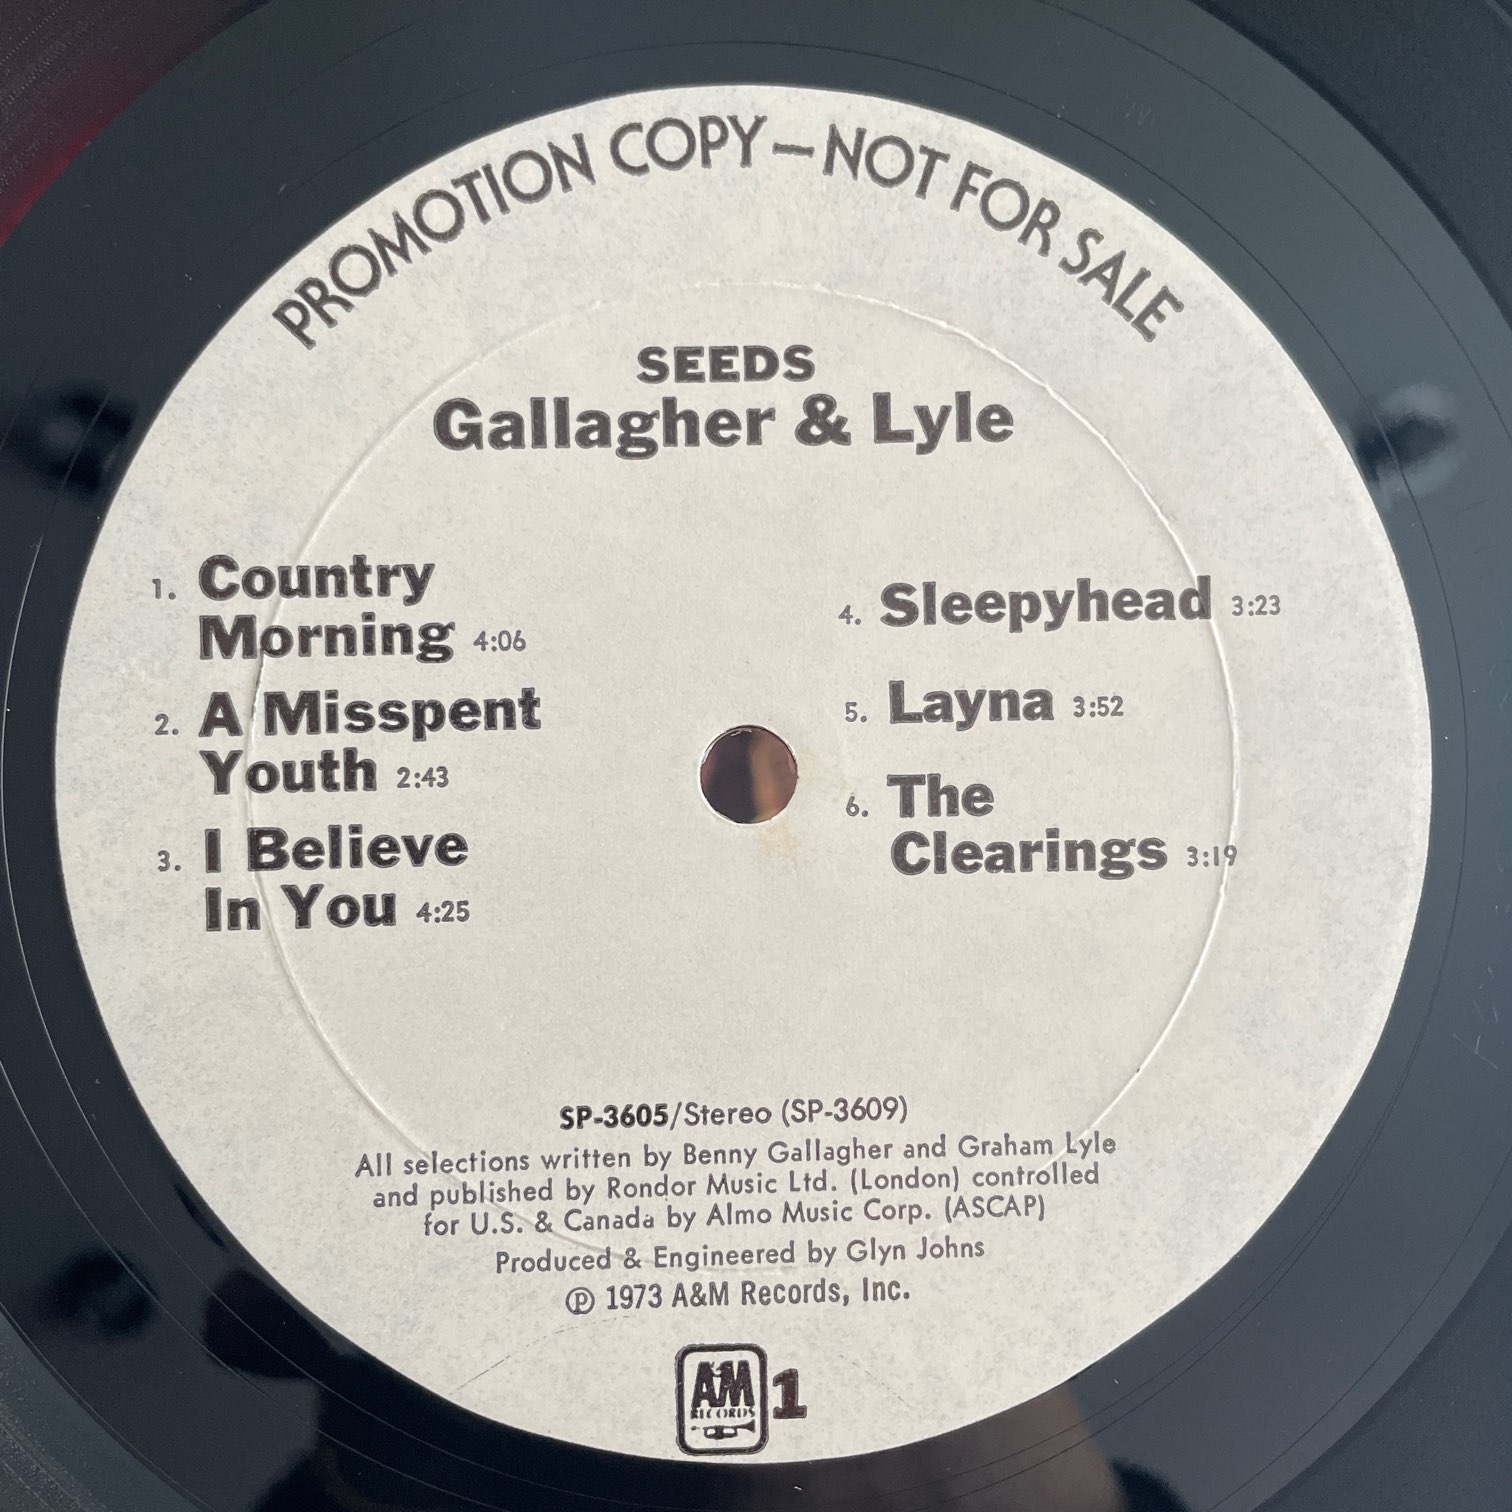 PROMOTION COPY—NOT FOR SALE
SEEDS
Gallagher & Lyle
1. Country
Morning 4:06
2. A Misspent
Youth 2:43
3. I Believe
In You 4:25
4. Sleepyhead 3:23
5. Layna 3:52
6. The
Clearings 3:19
SP-3605/Stereo (SP-3609)
All selections written by Benny Gallagher and Graham Lyle
and published by Rondor Music Ltd. (London) controlled
for U.S. & Canada by Almo Music Corp. (ASCAP)
Produced & Engineered by Glyn Johns
℗ 1973 A&M Records, Inc.
A&M 1
RECORDS